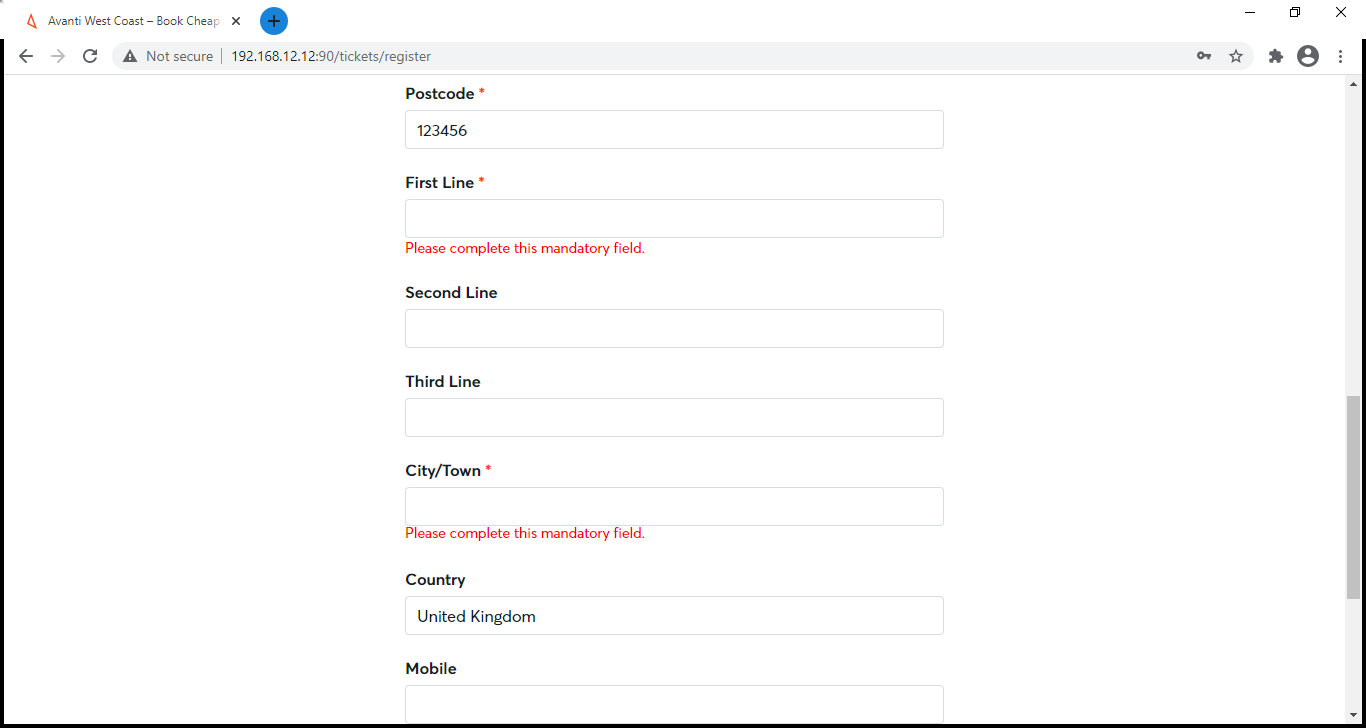 Avanti West Coast – Book Cheap
Not secure 192.168.12.12:90/tickets/register
Postcode *
123456
First Line *
Please complete this mandatory field.
Second Line
Third Line
City/Town *
Please complete this mandatory field.
Country
United Kingdom
Mobile